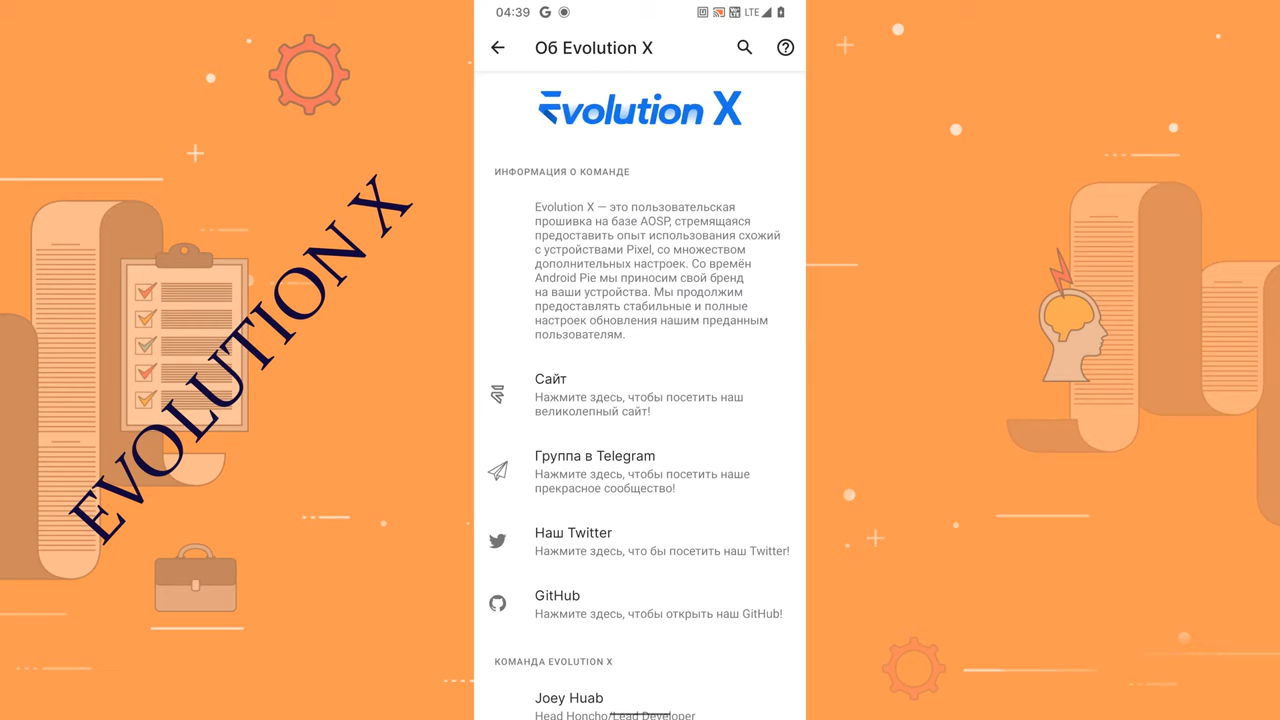 EVOLUTION X
04:39
LTE
Об Evolution X
Evolution X
ИНФОРМАЦИЯ О КОМАНДЕ
Evolution X — это пользовательская
прошивка на базе AOSP, стремящаяся
предоставить опыт использования схожий
с устройствами Pixel, со множеством
дополнительных настроек. Со времён
Android Pie мы приносим свой бренд
на ваши устройства. Мы продолжим
предоставлять стабильные и полные
настроек обновления нашим преданным
пользователям.
Сайт
Нажмите здесь, чтобы посетить наш
великолепный сайт!
Группа в Telegram
Нажмите здесь, чтобы посетить наше
прекрасное сообщество!
Наш Twitter
Нажмите здесь, что бы посетить наш Twitter!
GitHub
Нажмите здесь, чтобы открыть наш GitHub!
КОМАНДА EVOLUTION X
Joey Huab
Head Honcho/Lead Developer